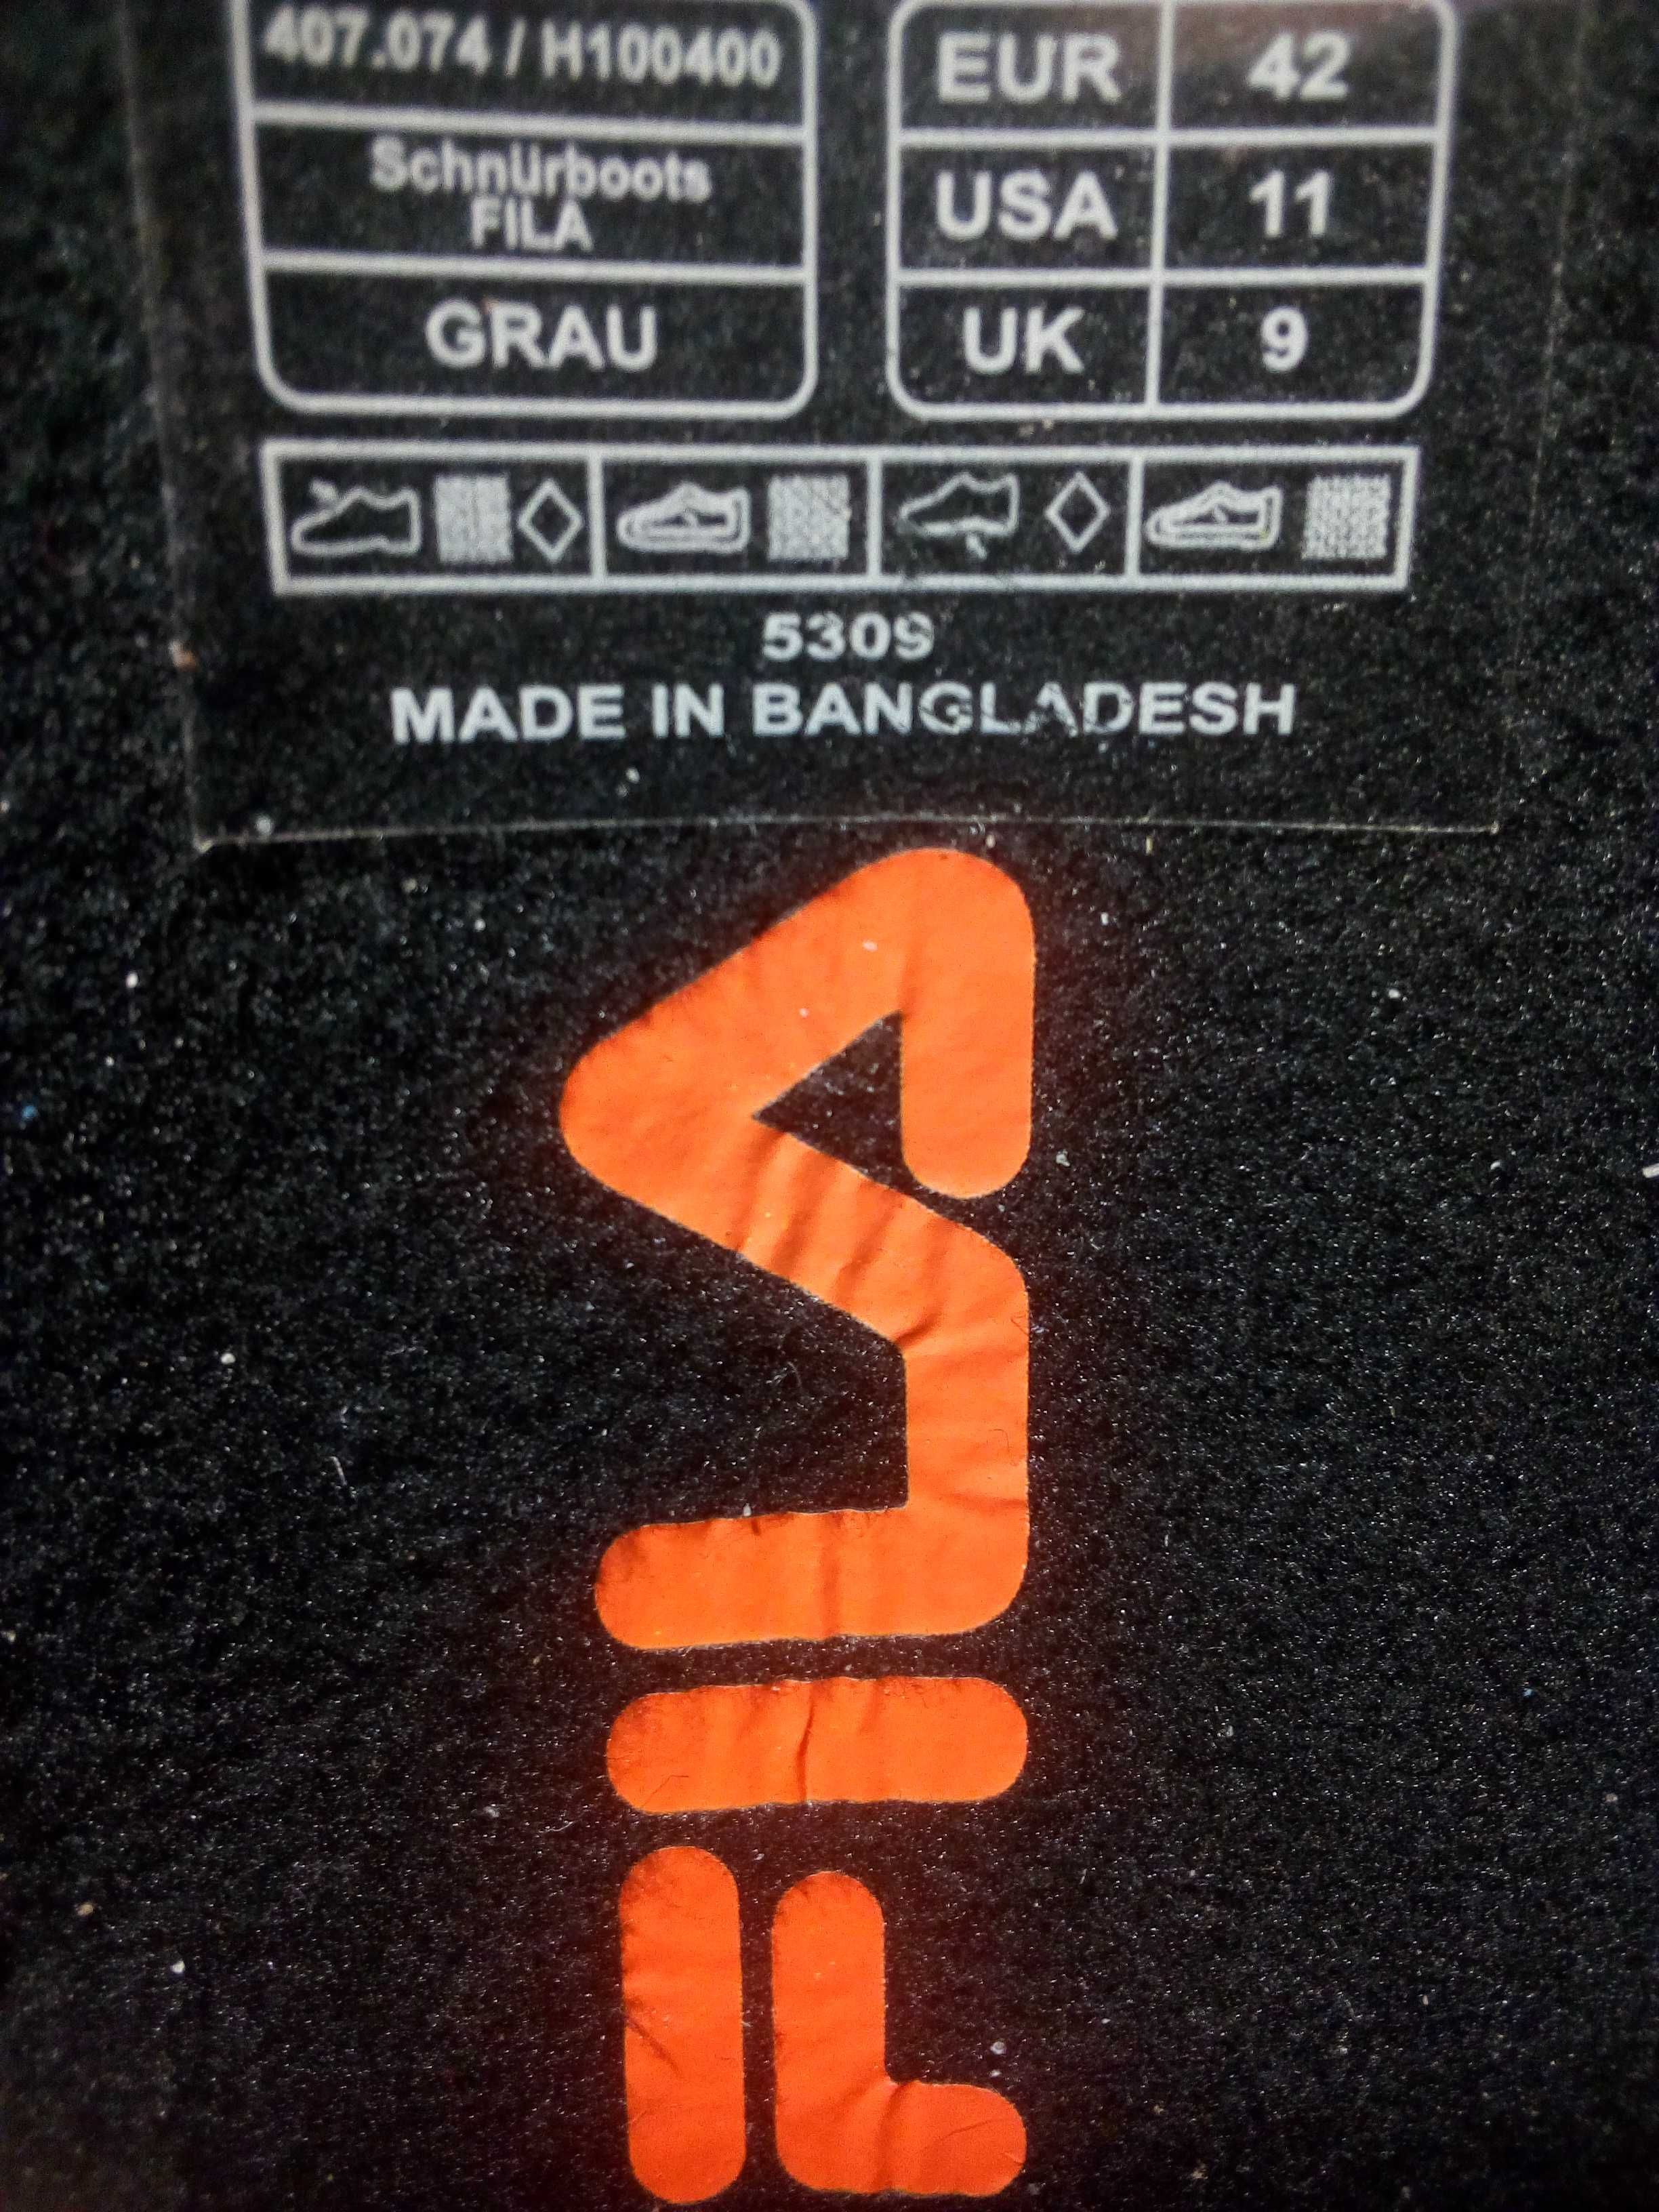 407.074 / H100400
Schnürboots
FILA
GRAU
EUR 42
USA 11
UK 9
5309
MADE IN BANGLADESH
FILA